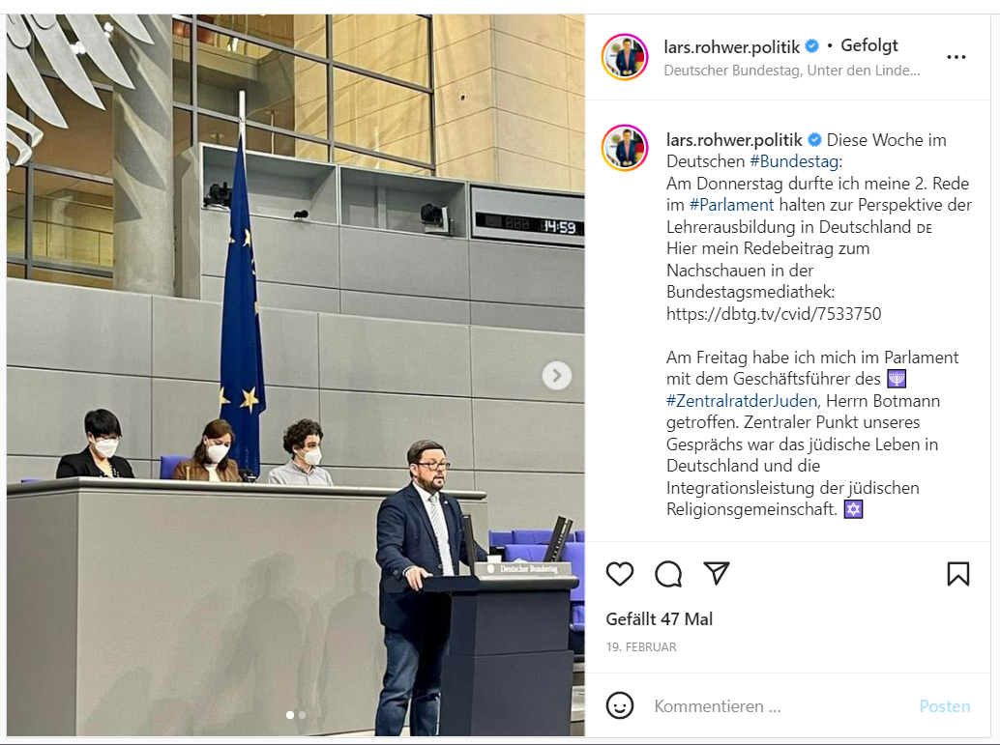 lars.rohwer.politik • Gefolgt
Deutscher Bundestag, Unter den Linde...
lars.rohwer.politik Diese Woche im
Deutschen #Bundestag:
Am Donnerstag durfte ich meine 2. Rede
im #Parlament halten zur Perspektive der
Lehrerausbildung in Deutschland DE
Hier mein Redebeitrag zum
Nachschauen in der
Bundestagsmediathek:
https://dbtg.tv/cvid/7533750
Am Freitag habe ich mich im Parlament
mit dem Geschäftsführer des 🕎
#ZentralratderJuden, Herrn Botmann
getroffen. Zentraler Punkt unseres
Gesprächs war das jüdische Leben in
Deutschland und die
Integrationsleistung der jüdischen
Religionsgemeinschaft. 🔯
Gefällt 47 Mal
19. FEBRUAR
Kommentieren ... Posten
14:59
Deutscher Bundestag